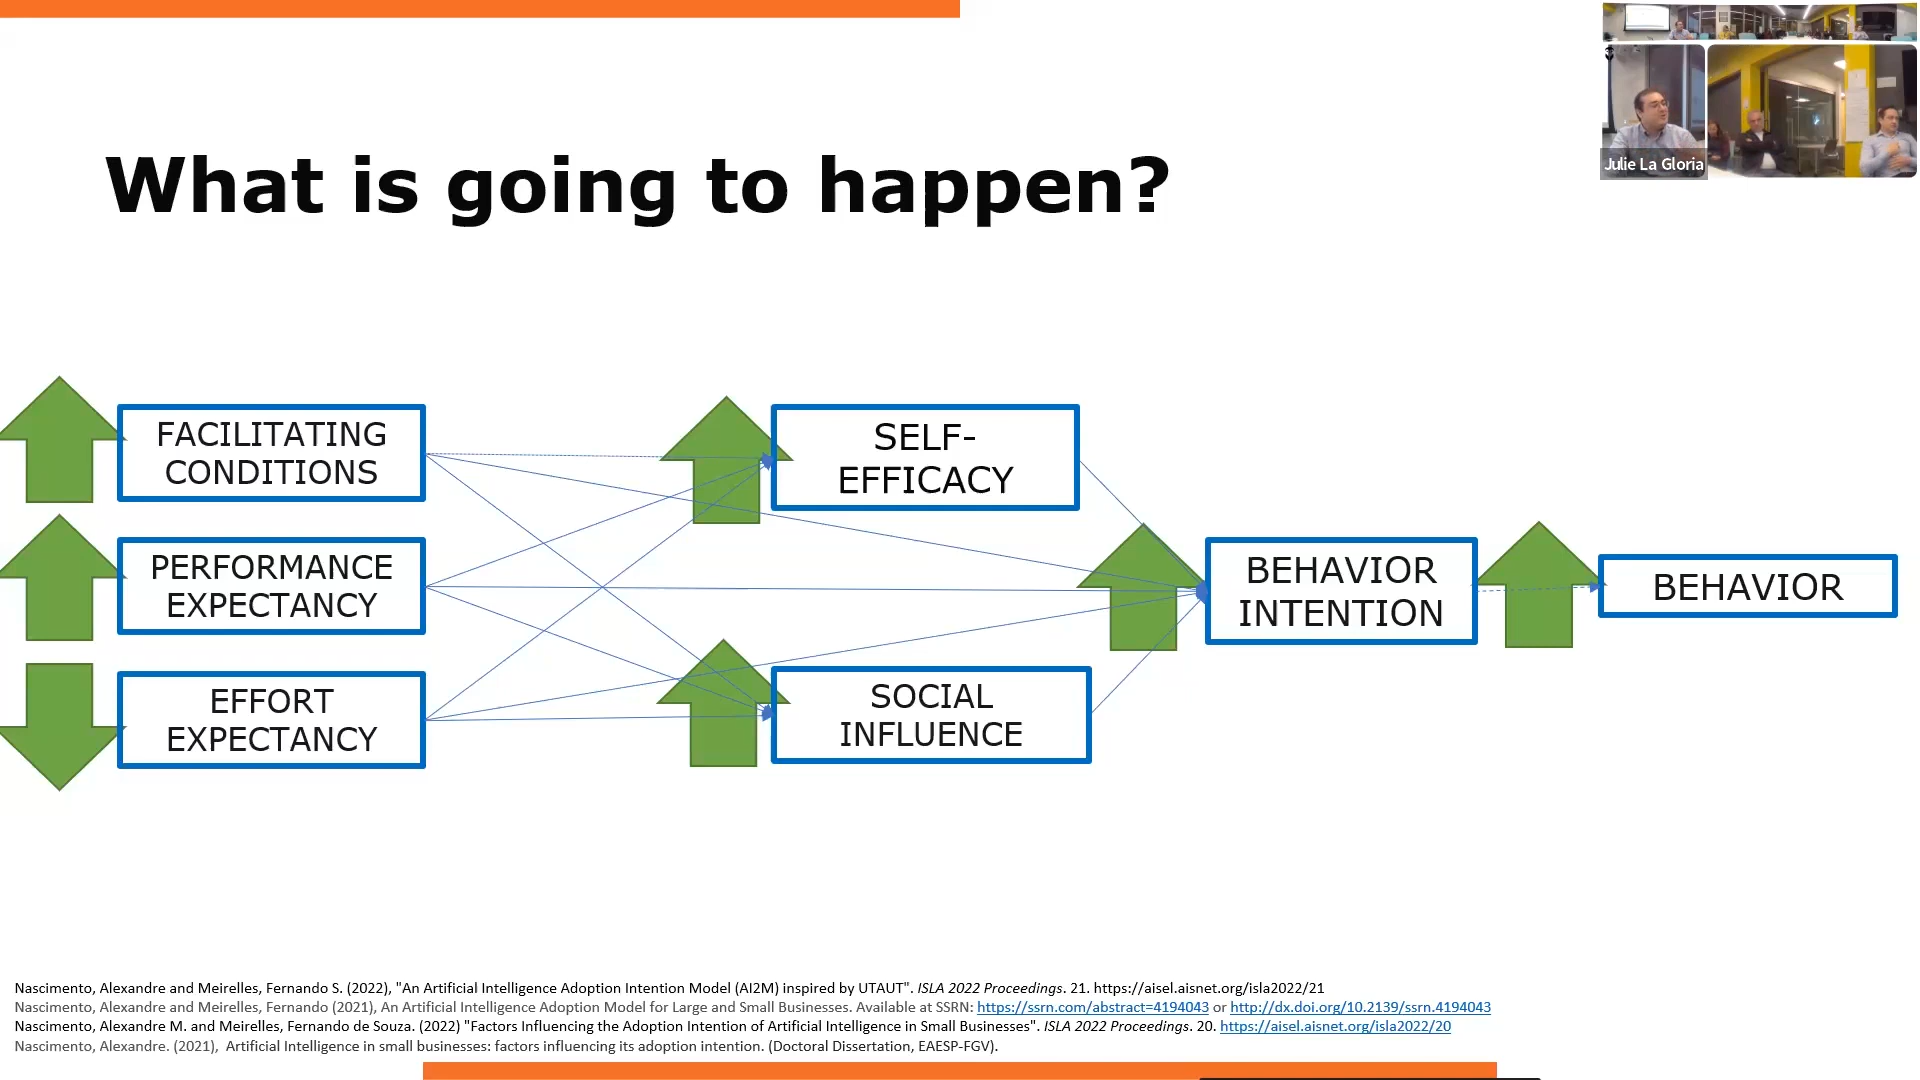 Julie La Gloria
What is going to happen?
FACILITATING
CONDITIONS
PERFORMANCE
EXPECTANCY
EFFORT
EXPECTANCY
SELF-
EFFICACY
SOCIAL
INFLUENCE
BEHAVIOR
INTENTION
BEHAVIOR
Nascimento, Alexandre and Meirelles, Fernando S. (2022), "An Artificial Intelligence Adoption Intention Model (AI2M) inspired by UTAUT". ISLA 2022 Proceedings. 21. https://aisel.aisnet.org/isla2022/21
Nascimento, Alexandre and Meirelles, Fernando (2021), An Artificial Intelligence Adoption Model for Large and Small Businesses. Available at SSRN: https://ssrn.com/abstract=4194043 or http://dx.doi.org/10.2139/ssrn.4194043
Nascimento, Alexandre M. and Meirelles, Fernando de Souza. (2022) "Factors Influencing the Adoption Intention of Artificial Intelligence in Small Businesses". ISLA 2022 Proceedings. 20. https://aisel.aisnet.org/isla2022/20
Nascimento, Alexandre. (2021), Artificial Intelligence in small businesses: factors influencing its adoption intention. (Doctoral Dissertation, EAESP-FGV).